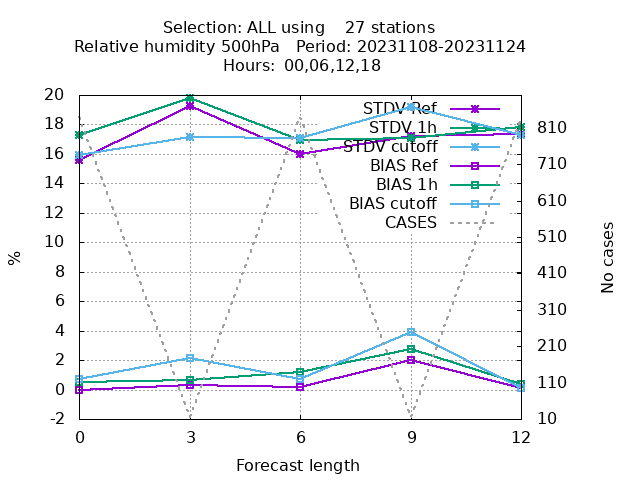 Selection: ALL using 27 stations
Relative humidity 500hPa Period: 20231108-20231124
Hours: 00,06,12,18
STDV Ref
STDV 1h
STDV cutoff
BIAS Ref
BIAS 1h
BIAS cutoff
CASES
%
20
18
16
14
12
10
8
6
4
2
0
-2
No cases
810
710
610
510
410
310
210
110
10
0 3 6 9 12
Forecast length